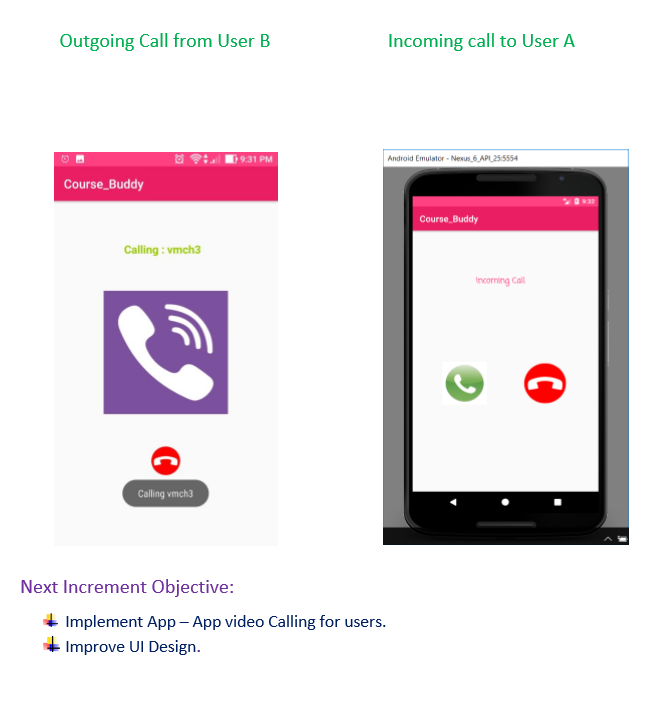 Outgoing Call from User B
Incoming call to User A
9:31 PM
Course_Buddy
Calling : vmch3
Calling vmch3
Android Emulator - Nexus_6_API_25:5554
9:32
Course_Buddy
Incoming Call
Next Increment Objective:
Implement App – App video Calling for users.
Improve UI Design.